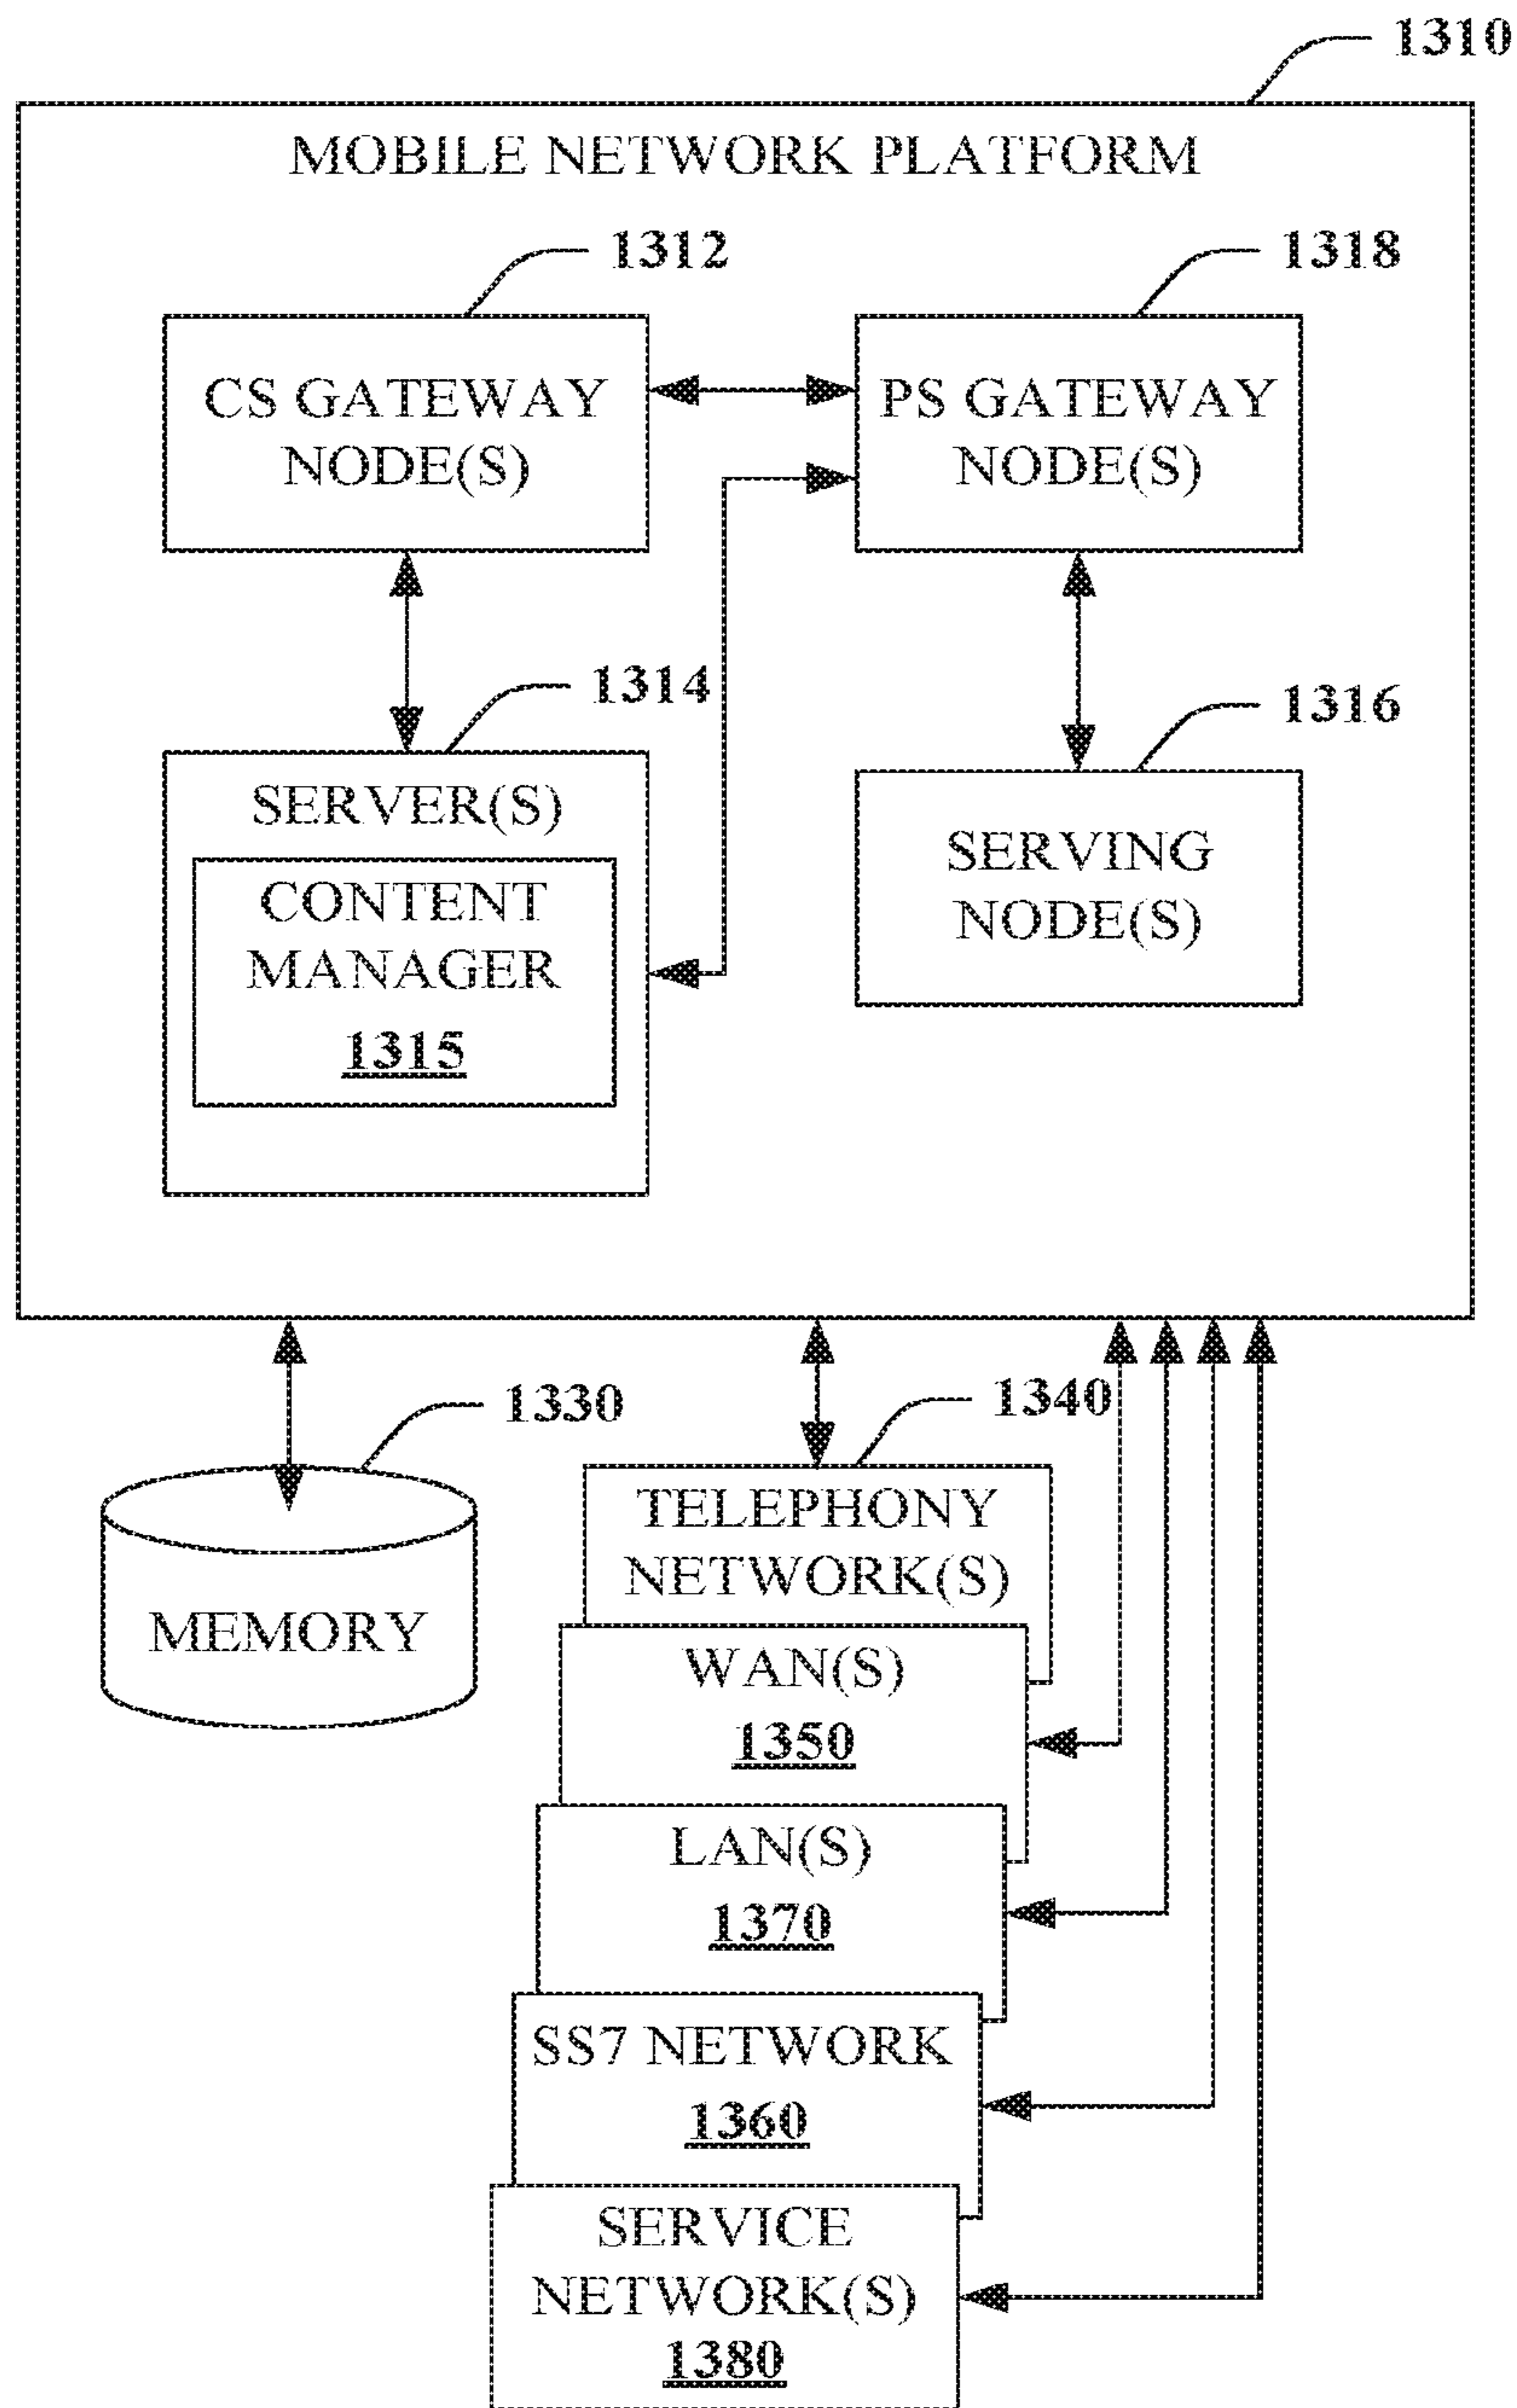 1310
MOBILE NETWORK PLATFORM
1312
1318
CS GATEWAY
NODE(S)
PS GATEWAY
NODE(S)
1314
1316
SERVER(S)
CONTENT
MANAGER
1315
SERVING
NODE(S)
1330
1340
MEMORY
TELEPHONY
NETWORK(S)
WAN(S)
1350
LAN(S)
1370
SS7 NETWORK
1360
SERVICE
NETWORK(S)
1380